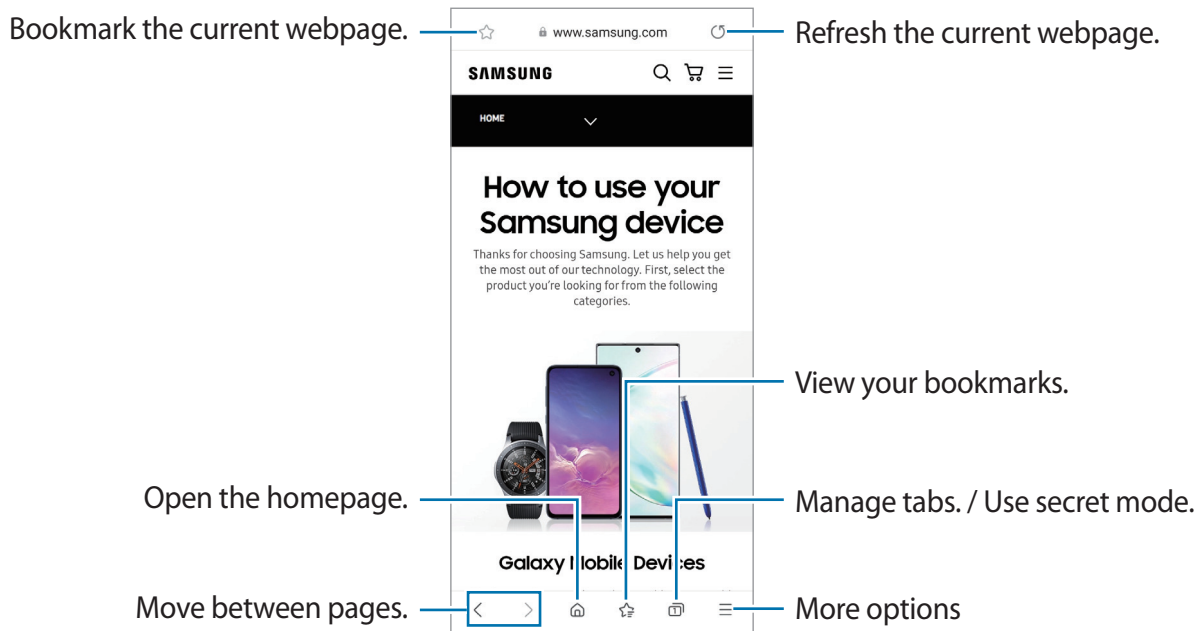 Bookmark the current webpage.
www.samsung.com
Refresh the current webpage.
SAMSUNG
HOME
How to use your
Samsung device
Thanks for choosing Samsung. Let us help you get
the most out of our technology. First, select the
product you're looking for from the following
categories.
View your bookmarks.
Open the homepage.
Manage tabs. / Use secret mode.
Galaxy Mobile Devices
Move between pages.
1
More options